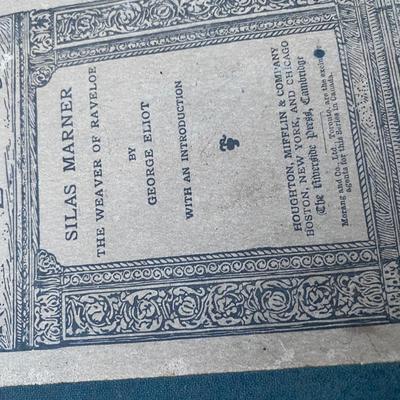 SILAS MARNER
THE WEAVER OF RAVELOE
BY
GEORGE ELIOT
WITH AN INTRODUCTION
HOUGHTON, MIFFLIN & COMPANY
BOSTON, NEW YORK, AND CHICAGO
The Riverside Press, Cambridge
Morang and Co., Ltd., Toronto, are the exclusive
agents for this Series in Canada.